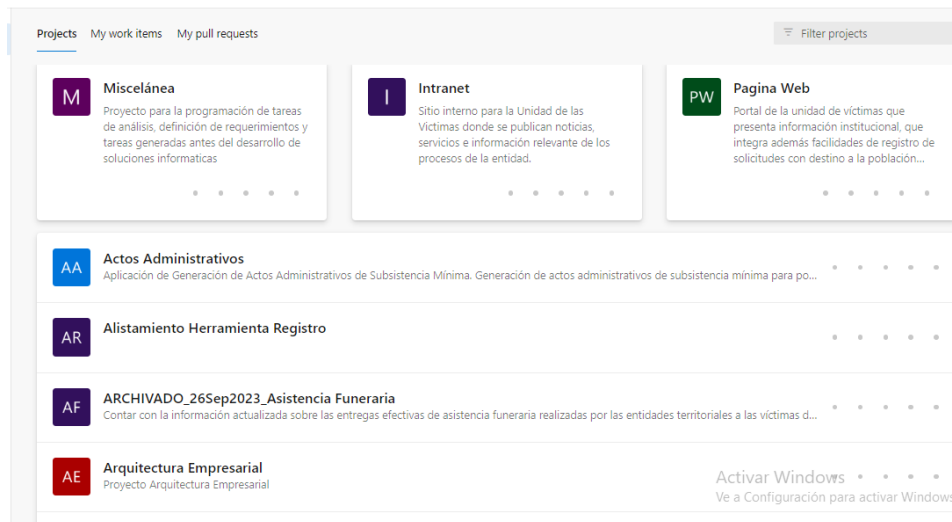 Projects My work items My pull requests Filter projects
M Miscelánea
Proyecto para la programación de tareas
de análisis, definición de requerimientos y
tareas generadas antes del desarrollo de
soluciones informaticas
I Intranet
Sitio interno para la Unidad de las
Victimas donde se publican noticias,
servicios e información relevante de los
procesos de la entidad.
PW Pagina Web
Portal de la unidad de víctimas que
presenta información institucional, que
integra además facilidades de registro de
solicitudes con destino a la población...
AA Actos Administrativos
Aplicación de Generación de Actos Administrativos de Subsistencia Mínima. Generación de actos administrativos de subsistencia mínima para po...
AR Alistamiento Herramienta Registro
AF ARCHIVADO_26Sep2023_Asistencia Funeraria
Contar con la información actualizada sobre las entregas efectivas de asistencia funeraria realizadas por las entidades territoriales a las víctimas d...
AE Arquitectura Empresarial
Proyecto Arquitectura Empresarial
Activar Windows
Ve a Configuración para activar Windows